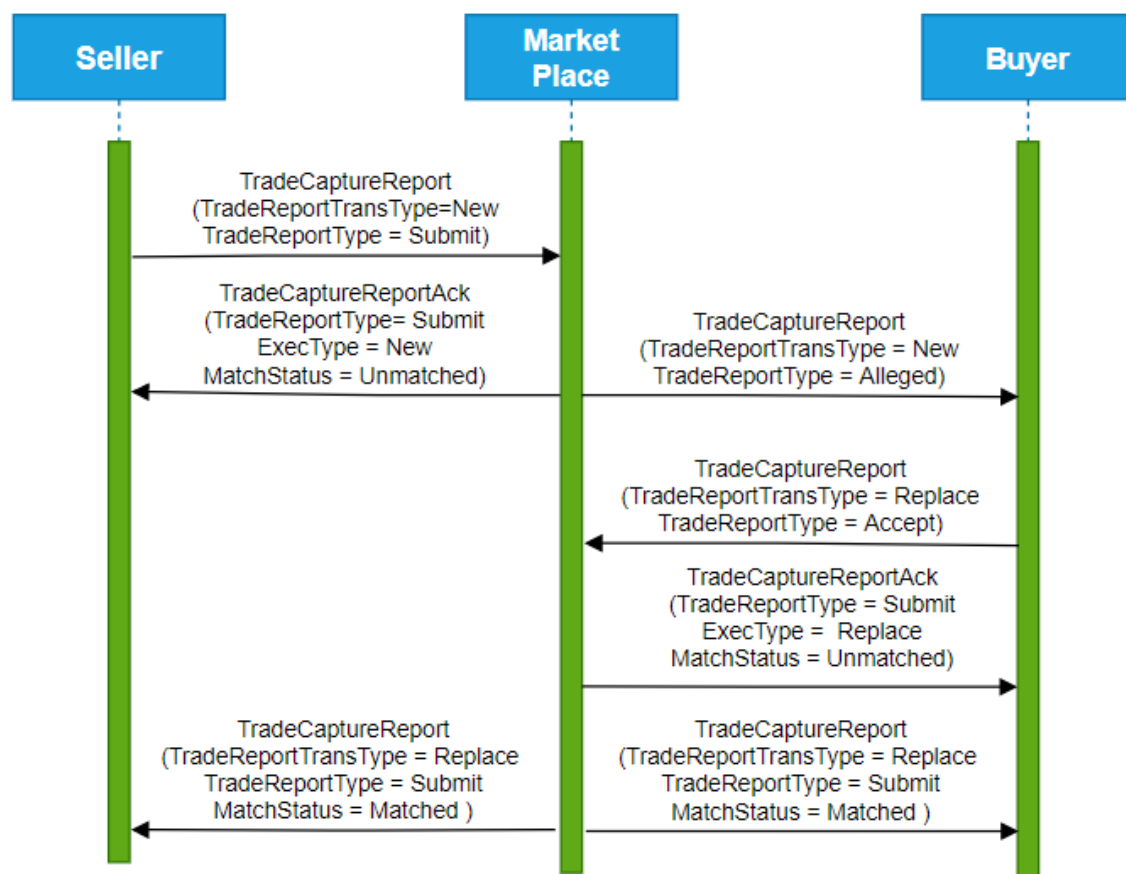 Seller
Market
Place
Buyer
TradeCaptureReport
(TradeReportTransType=New
TradeReportType = Submit)
TradeCaptureReportAck
(TradeReportType= Submit
ExecType = New
MatchStatus = Unmatched)
TradeCaptureReport
(TradeReportTransType = New
TradeReportType = Alleged)
TradeCaptureReport
(TradeReportTransType = Replace
TradeReportType = Accept)
TradeCaptureReportAck
(TradeReportType = Submit
ExecType =  Replace
MatchStatus = Unmatched)
TradeCaptureReport
(TradeReportTransType = Replace
TradeReportType = Submit
MatchStatus = Matched )
TradeCaptureReport
(TradeReportTransType = Replace
TradeReportType = Submit
MatchStatus = Matched )